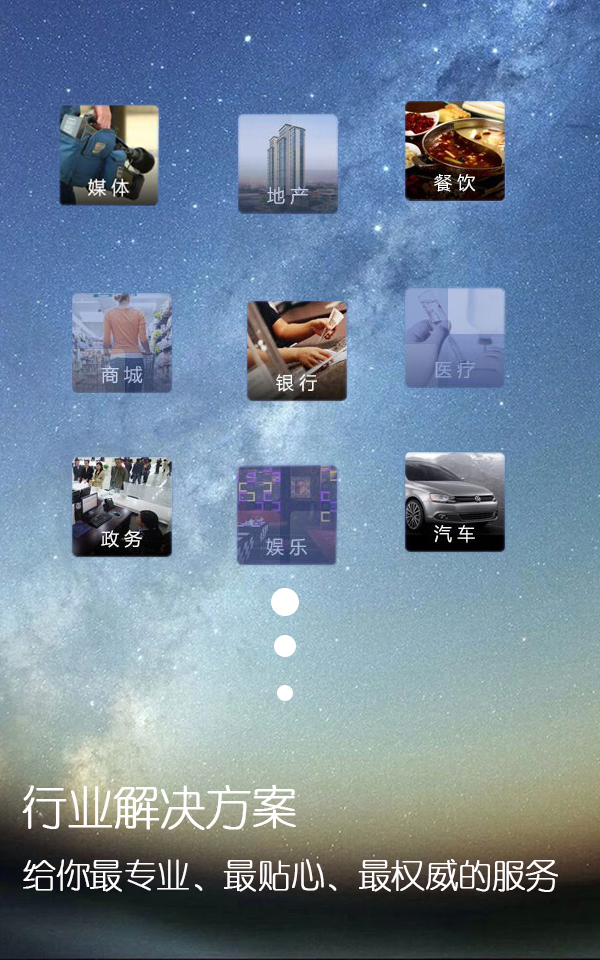 媒体
地产
餐饮
商城
银行
医疗
政务
娱乐
汽车
行业解决方案
给你最专业、最贴心、最权威的服务